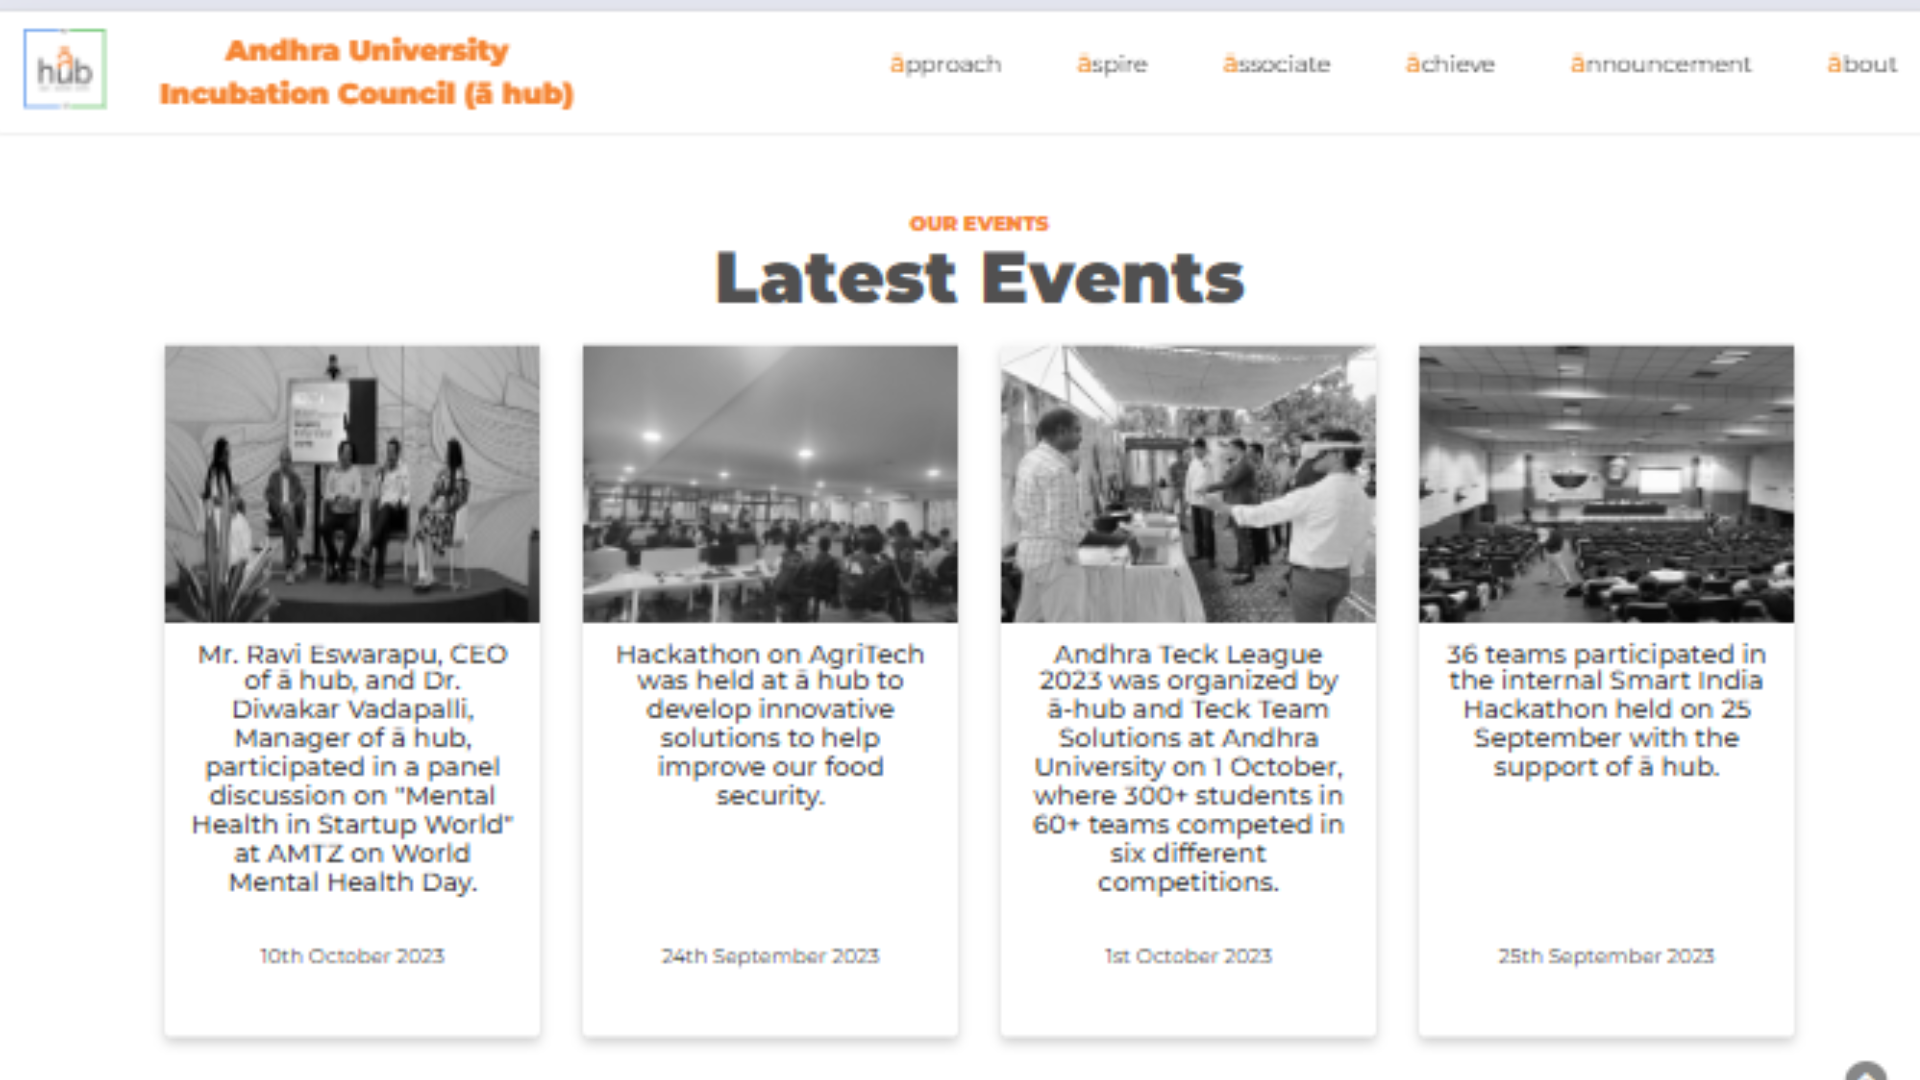 hāb
Andhra University
Incubation Council (ā hub)
āpproach
āspire
āssociate
āchieve
ānnouncement
ābout
OUR EVENTS
Latest Events
Mr. Ravi Eswarapu, CEO
of ā hub, and Dr.
Diwakar Vadapalli,
Manager of ā hub,
participated in a panel
discussion on "Mental
Health in Startup World"
at AMTZ on World
Mental Health Day.
10th October 2023
Hackathon on AgriTech
was held at ā hub to
develop innovative
solutions to help
improve our food
security.
24th September 2023
Andhra Teck League
2023 was organized by
ā-hub and Teck Team
Solutions at Andhra
University on 1 October,
where 300+ students in
60+ teams competed in
six different
competitions.
1st October 2023
36 teams participated in
the internal Smart India
Hackathon held on 25
September with the
support of ā hub.
25th September 2023